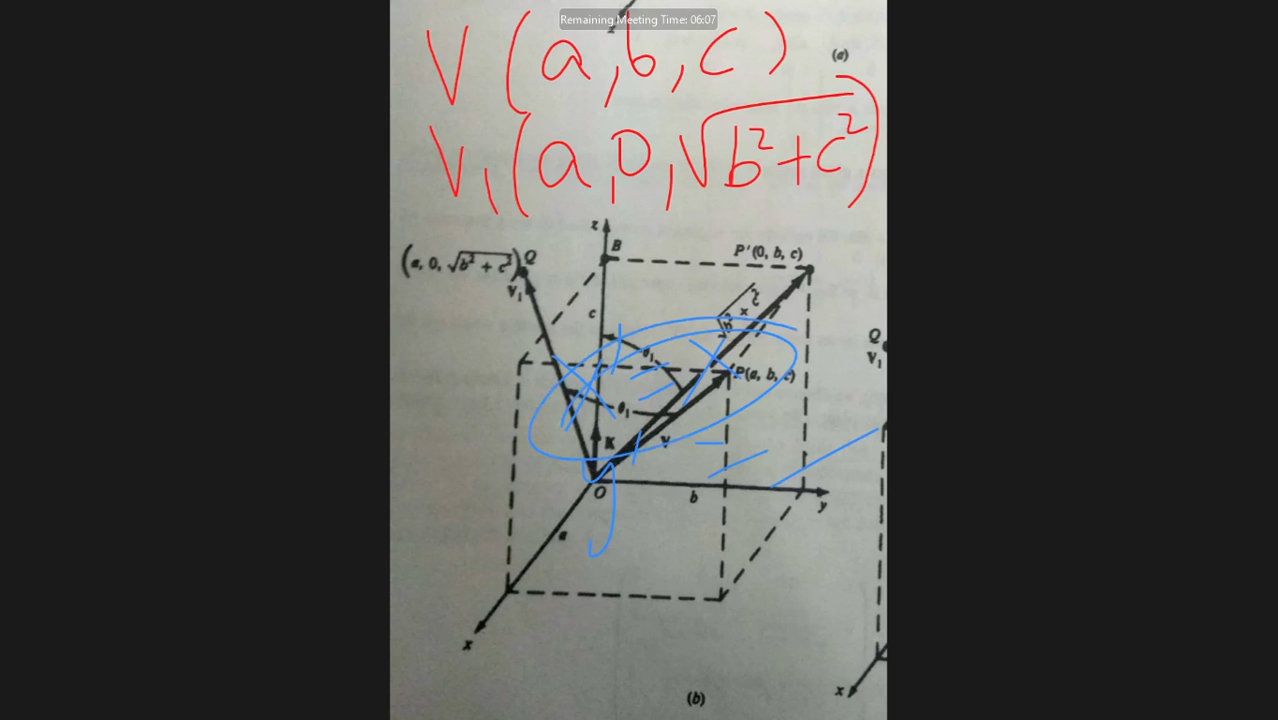 Remaining Meeting Time: 06:07
z
V (a, b, c)
(a)
V₁ (a, 0, √b²+c²)
z
B
P'(0, b, c)
(a, 0, √b² + c²) Q
V₁
c
θ₁
P(a, b, c)
Q
V₁
θ₁
K
V
O
b
y
a
x
x
(b)